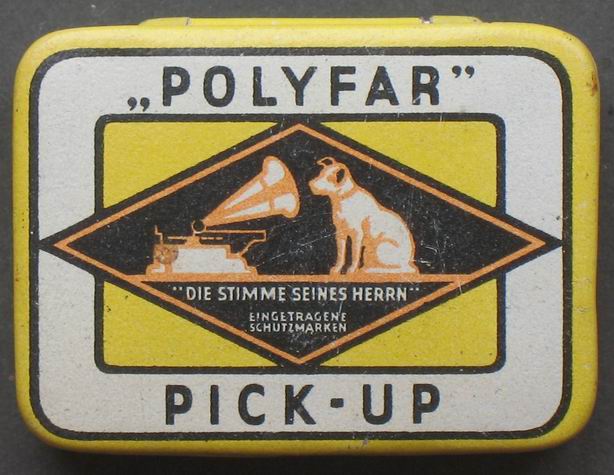 „POLYFAR”
"DIE STIMME SEINES HERRN"
EINGETRAGENE
SCHUTZMARKEN
PICK-UP